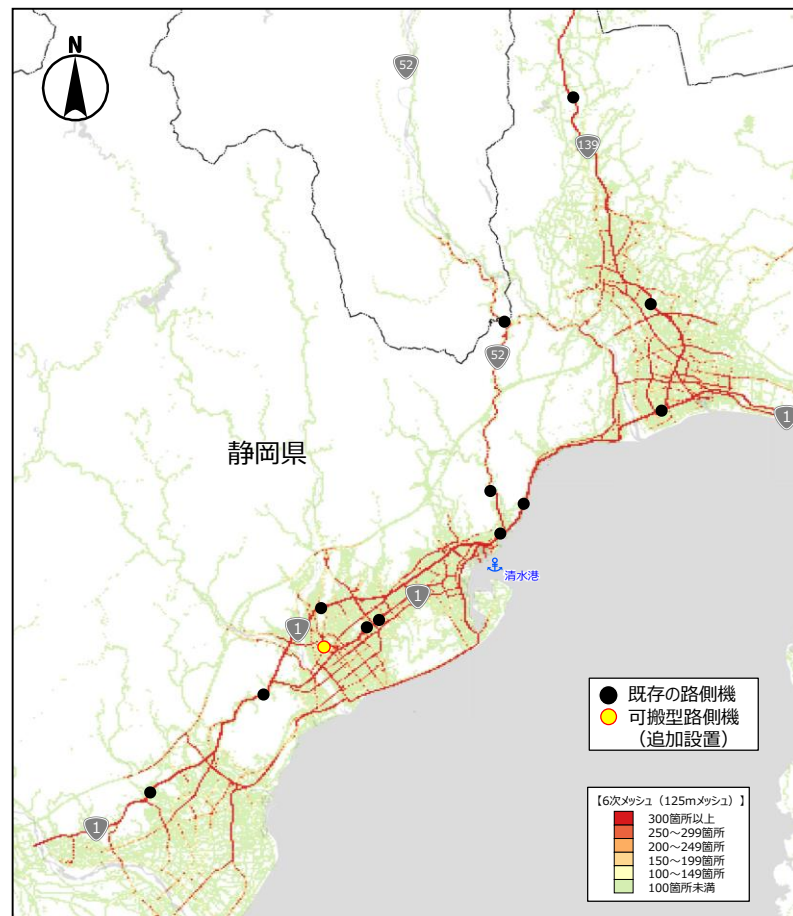 N
52
139
52
1
静岡県
清水港
1
1
1
既存の路側機
可搬型路側機
（追加設置）
【6次メッシュ（125mメッシュ）】
300箇所以上
250～299箇所
200～249箇所
150～199箇所
100～149箇所
100箇所未満